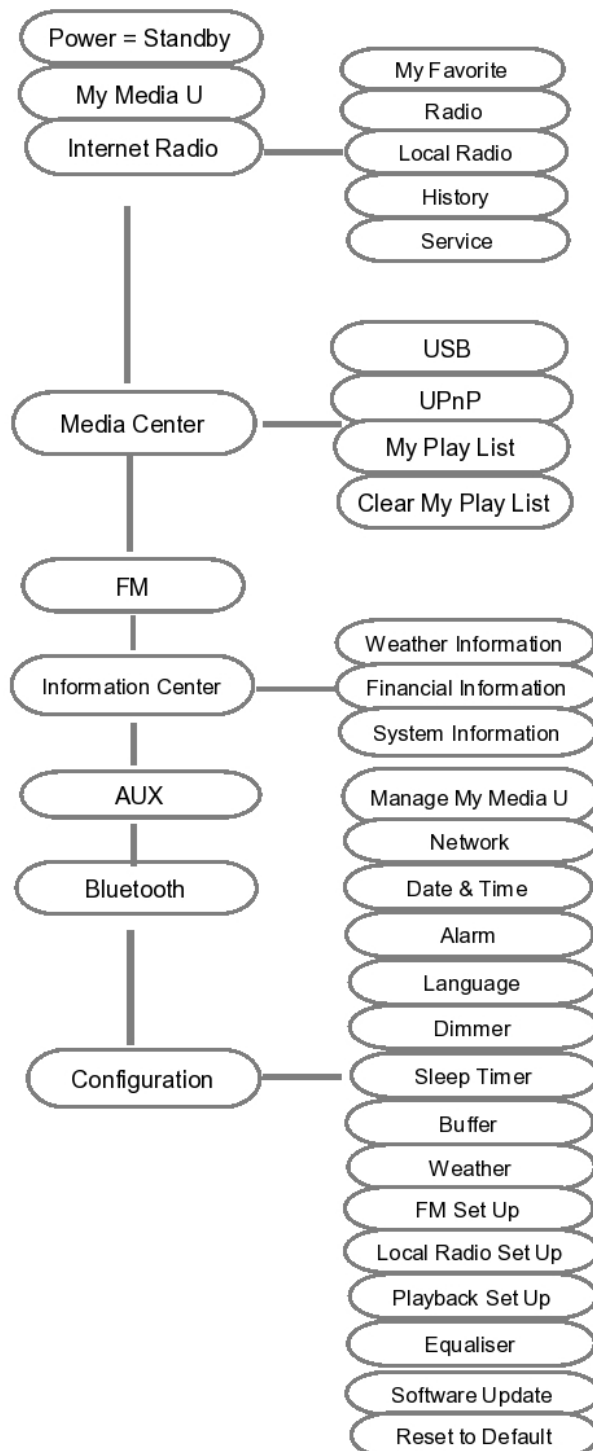 Power = Standby
My Media U
Internet Radio
My Favorite
Radio
Local Radio
History
Service
Media Center
USB
UPnP
My Play List
Clear My Play List
FM
Information Center
Weather Information
Financial Information
System Information
AUX
Bluetooth
Configuration
Manage My Media U
Network
Date & Time
Alarm
Language
Dimmer
Sleep Timer
Buffer
Weather
FM Set Up
Local Radio Set Up
Playback Set Up
Equaliser
Software Update
Reset to Default